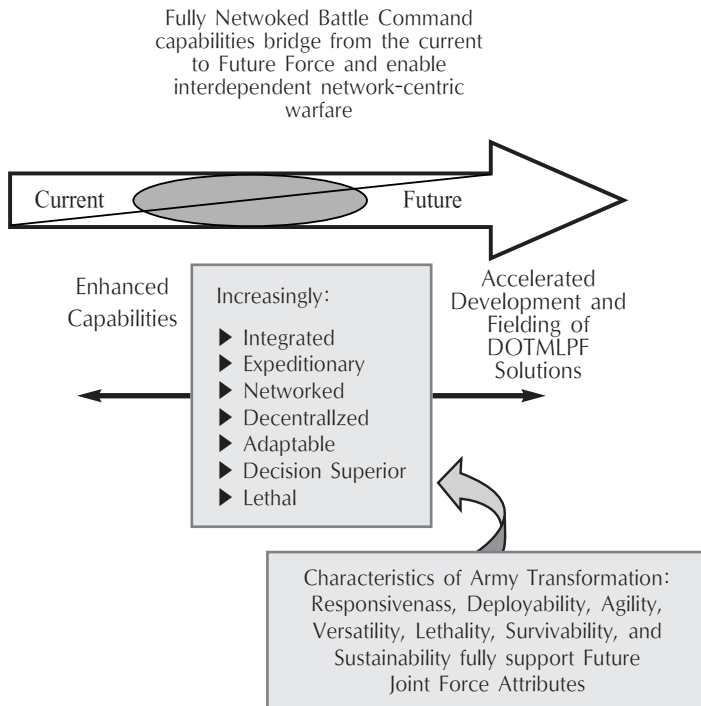 Fully Netwoked Battle Command
capabilities bridge from the current
to Future Force and enable
interdependent network-centric
warfare
Current
Future
Enhanced
Capabilities
Increasingly:
▶ Integrated
▶ Expeditionary
▶ Networked
▶ Decentrallzed
▶ Adaptable
▶ Decision Superior
▶ Lethal
Accelerated
Development and
Fielding of
DOTMLPF
Solutions
Characteristics of Army Transformation:
Responsivenass, Deployability, Agility,
Versatility, Lethality, Survivability, and
Sustainability fully support Future
Joint Force Attributes